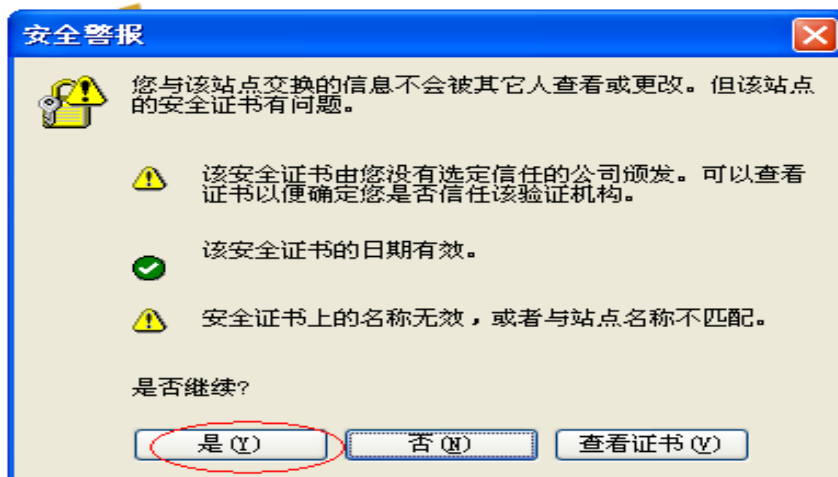 安全警报
您与该站点交换的信息不会被其它人查看或更改。但该站点
的安全证书有问题。
该安全证书由您没有选定信任的公司颁发。可以查看
证书以便确定您是否信任该验证机构。
该安全证书的日期有效。
安全证书上的名称无效，或者与站点名称不匹配。
是否继续?
是(Y) 否(N) 查看证书(V)